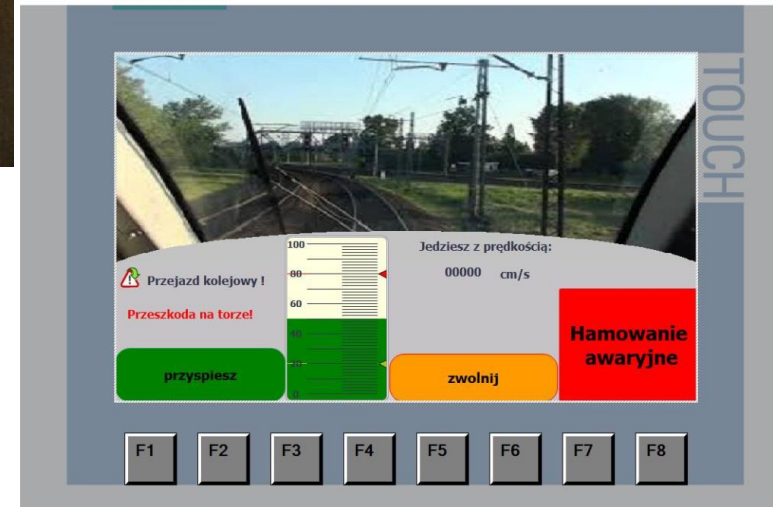 TOUCH
Jedziesz z prędkością:
00000 cm/s
Przejazd kolejowy !
Przeszkoda na torze!
100
80
60
40
20
0
Hamowanie
awaryjne
przyspiesz
zwolnij
F1 F2 F3 F4 F5 F6 F7 F8